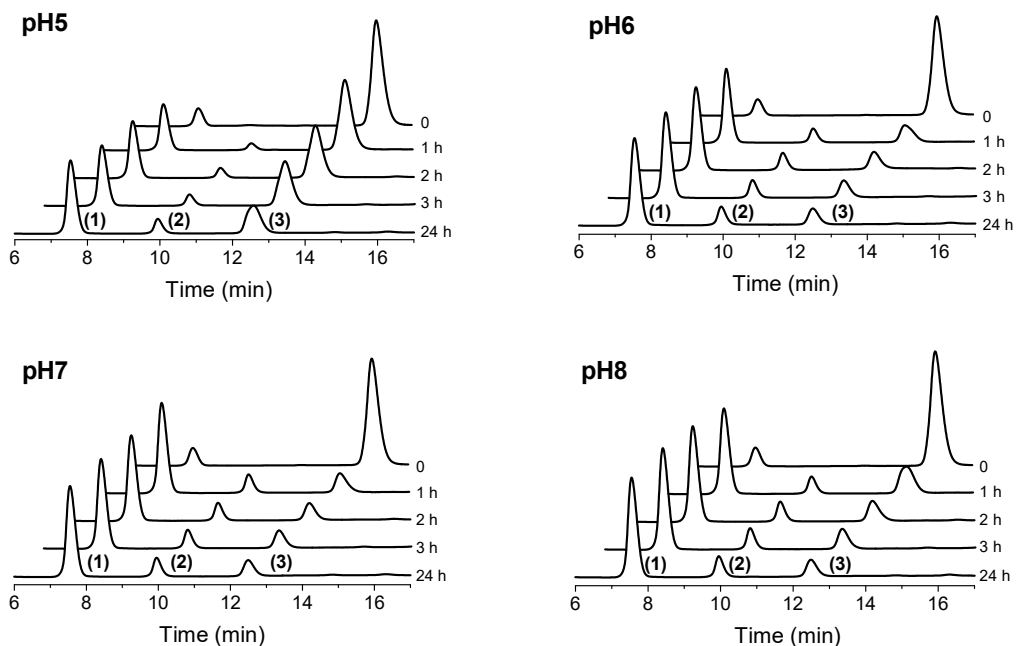 pH5
0
1 h
2 h
3 h
(1) (2) (3)
24 h
6 8 10 12 14 16
Time (min)
pH6
0
1 h
2 h
3 h
(1) (2) (3)
24 h
6 8 10 12 14 16
Time (min)
pH7
0
1 h
2 h
3 h
(1) (2) (3)
24 h
6 8 10 12 14 16
Time (min)
pH8
0
1 h
2 h
3 h
(1) (2) (3)
24 h
6 8 10 12 14 16
Time (min)